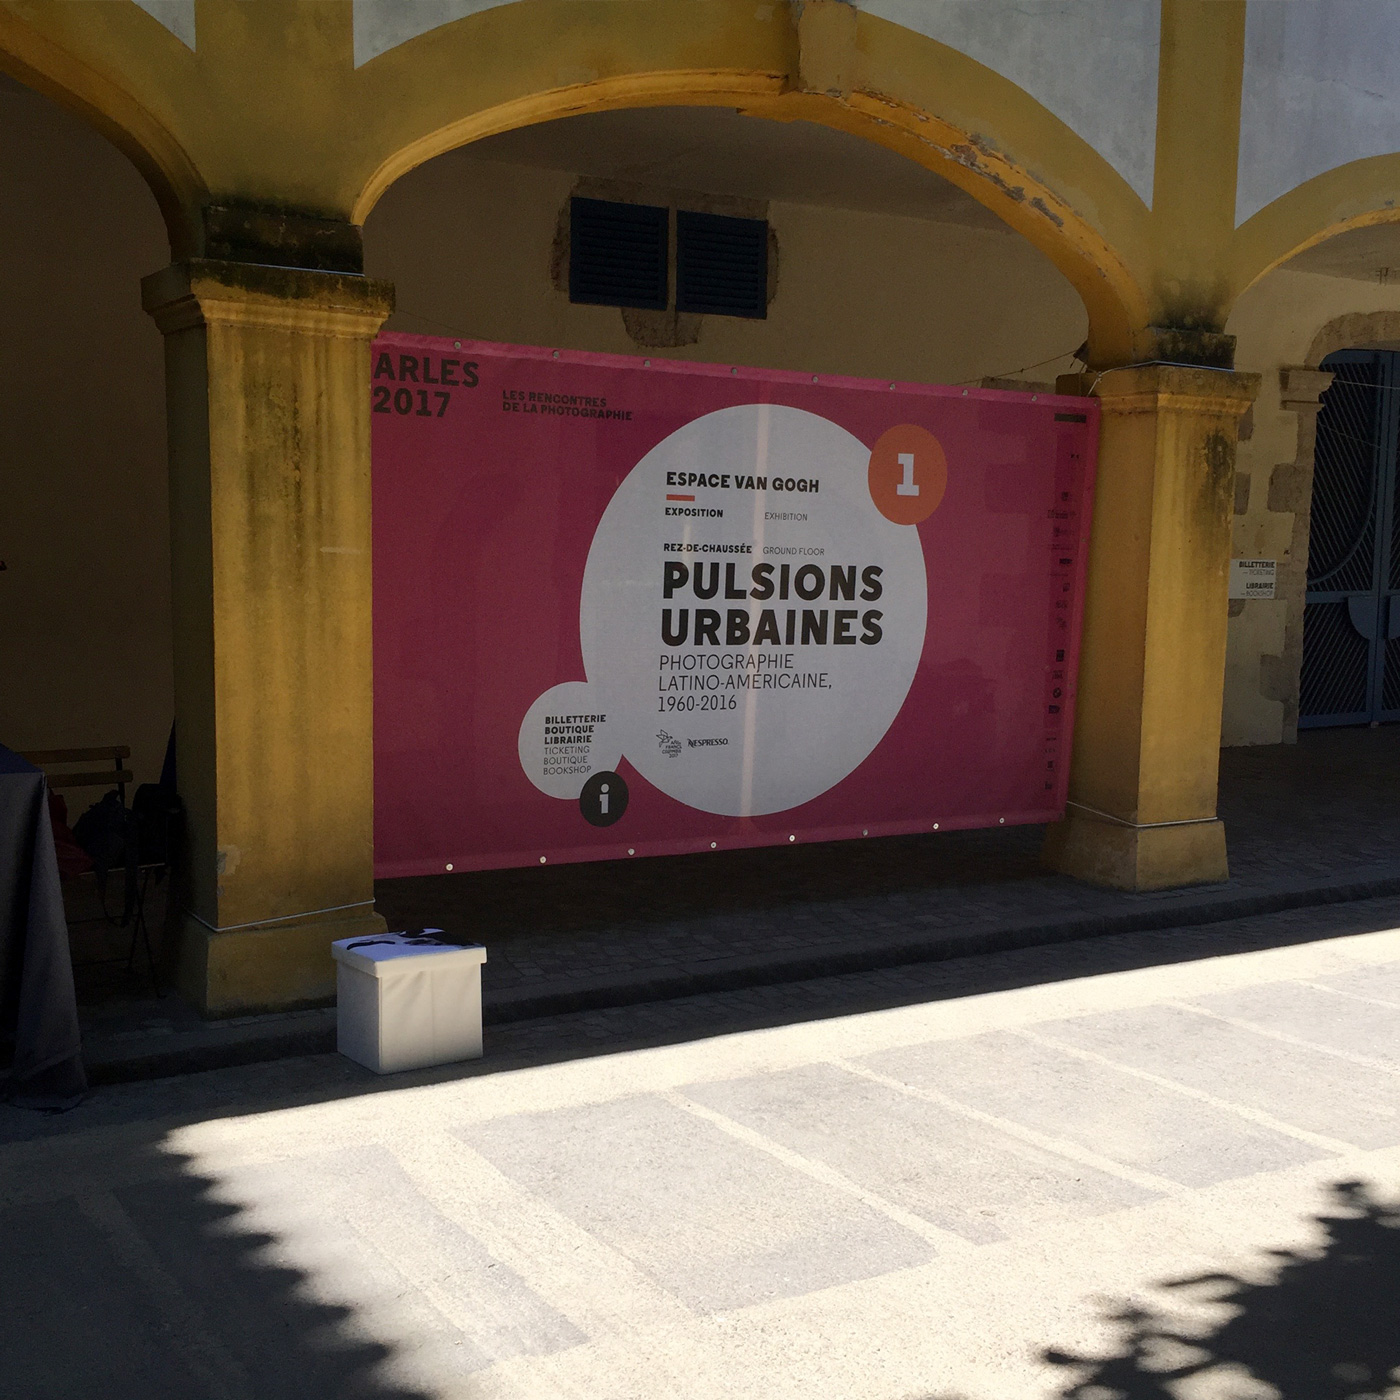 ARLES
2017
LES RENCONTRES
DE LA PHOTOGRAPHIE
ESPACE VAN GOGH
EXPOSITION EXHIBITION
1
REZ-DE-CHAUSSÉE GROUND FLOOR
PULSIONS
URBAINES
PHOTOGRAPHIE
LATINO-AMÉRICAINE,
1960-2016
NESPRESSO
BILLETTERIE
BOUTIQUE
LIBRAIRIE
TICKETING
BOUTIQUE
BOOKSHOP
i
BILLETTERIE
— TICKETING
LIBRAIRIE
— BOOKSHOP